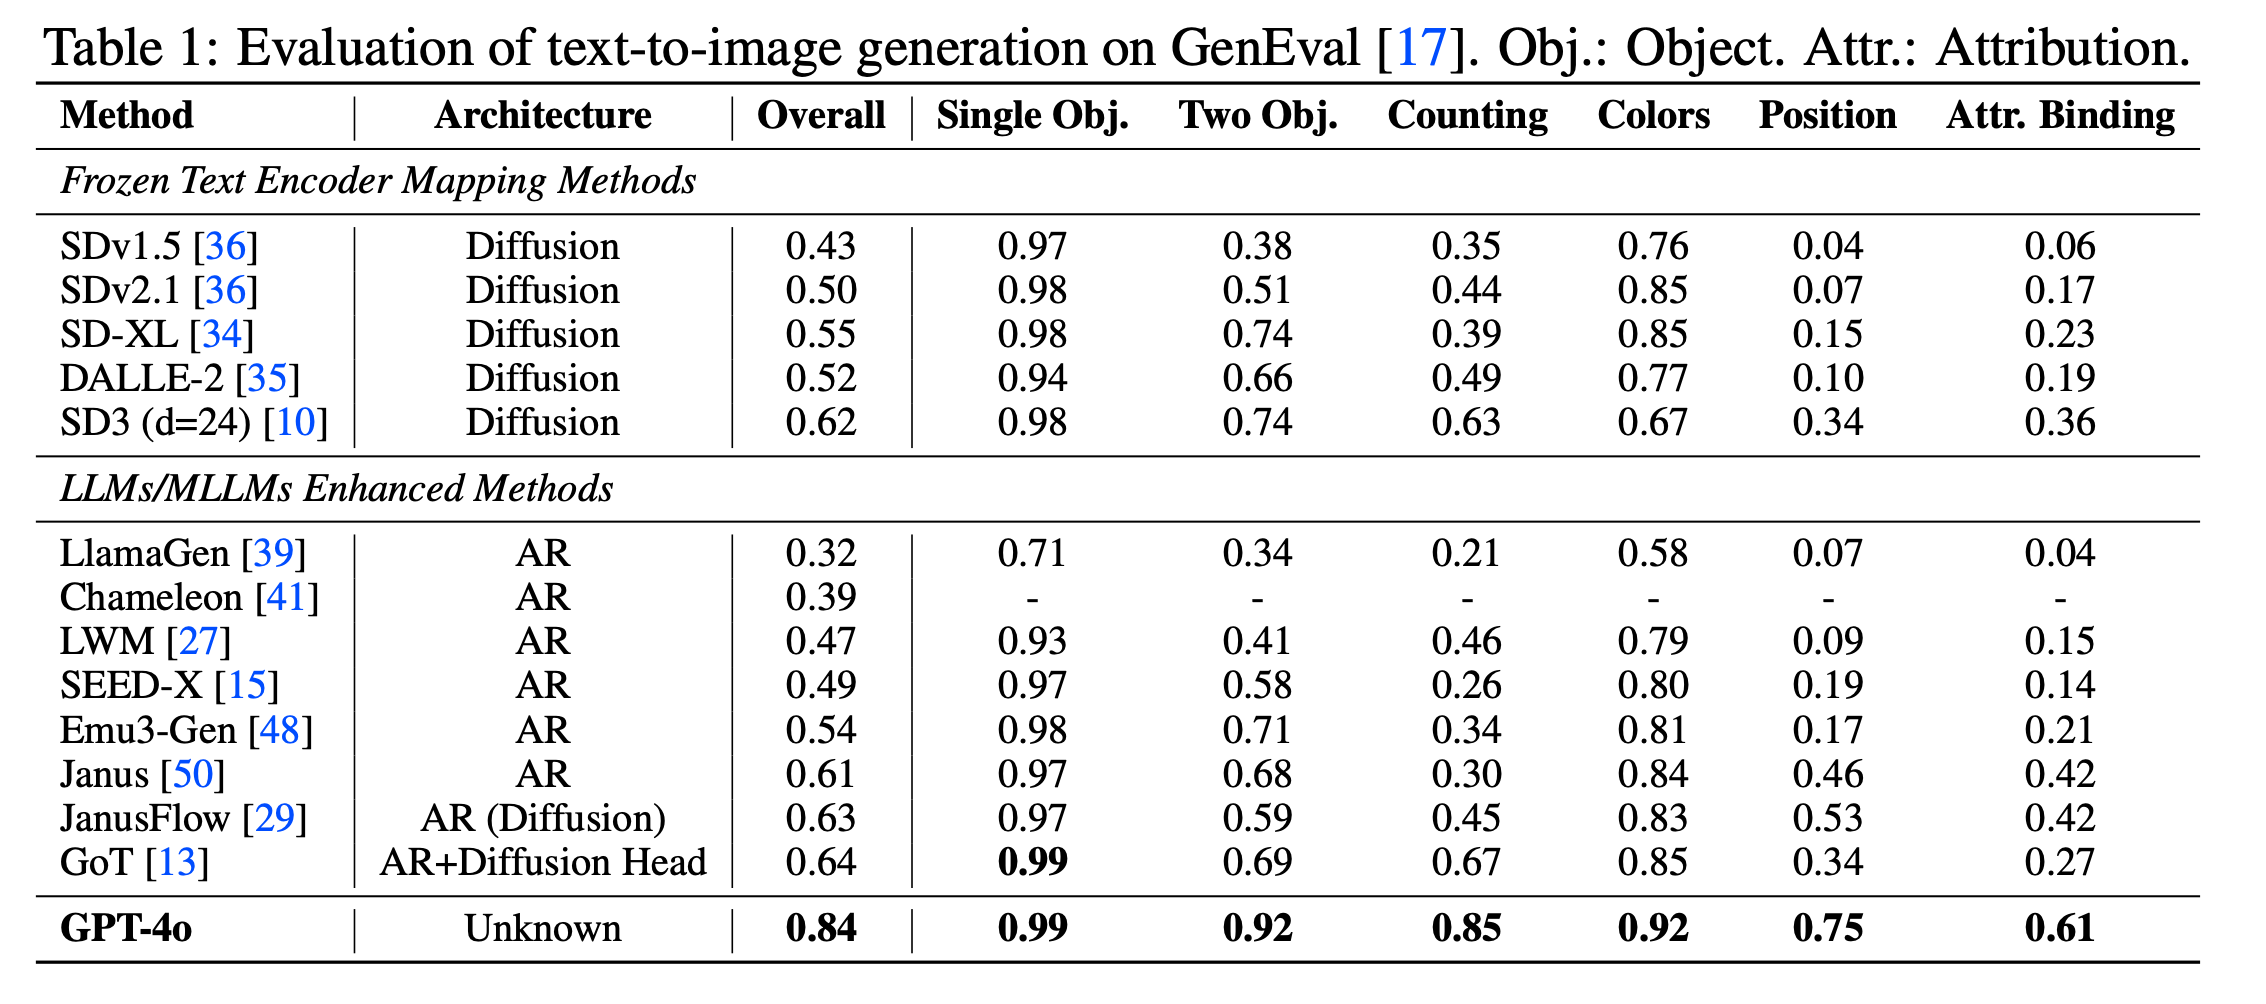 Table 1: Evaluation of text-to-image generation on GenEval [17]. Obj.: Object. Attr.: Attribution.
Method Architecture Overall Single Obj. Two Obj. Counting Colors Position Attr. Binding
Frozen Text Encoder Mapping Methods
SDv1.5 [36] Diffusion 0.43 0.97 0.38 0.35 0.76 0.04 0.06
SDv2.1 [36] Diffusion 0.50 0.98 0.51 0.44 0.85 0.07 0.17
SD-XL [34] Diffusion 0.55 0.98 0.74 0.39 0.85 0.15 0.23
DALLE-2 [35] Diffusion 0.52 0.94 0.66 0.49 0.77 0.10 0.19
SD3 (d=24) [10] Diffusion 0.62 0.98 0.74 0.63 0.67 0.34 0.36
LLMs/MLLMs Enhanced Methods
LlamaGen [39] AR 0.32 0.71 0.34 0.21 0.58 0.07 0.04
Chameleon [41] AR 0.39 - - - - - -
LWM [27] AR 0.47 0.93 0.41 0.46 0.79 0.09 0.15
SEED-X [15] AR 0.49 0.97 0.58 0.26 0.80 0.19 0.14
Emu3-Gen [48] AR 0.54 0.98 0.71 0.34 0.81 0.17 0.21
Janus [50] AR 0.61 0.97 0.68 0.30 0.84 0.46 0.42
JanusFlow [29] AR (Diffusion) 0.63 0.97 0.59 0.45 0.83 0.53 0.42
GoT [13] AR+Diffusion Head 0.64 0.99 0.69 0.67 0.85 0.34 0.27
GPT-4o Unknown 0.84 0.99 0.92 0.85 0.92 0.75 0.61